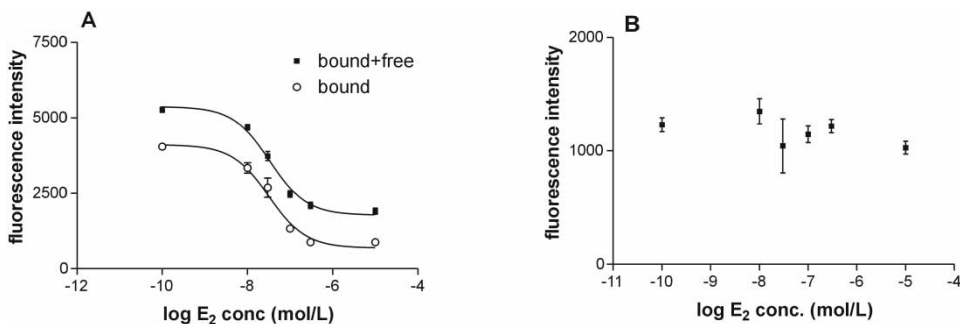 A
fluorescence intensity
7500
5000
2500
0
-12
-10
-8
-6
-4
log E2 conc (mol/L)
bound+free
bound
B
fluorescence intensity
2000
1000
0
-11
-10
-9
-8
-7
-6
-5
-4
log E2 conc. (mol/L)